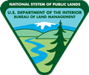 NATIONAL SYSTEM OF PUBLIC LANDS
U.S. DEPARTMENT OF THE INTERIOR
BUREAU OF LAND MANAGEMENT